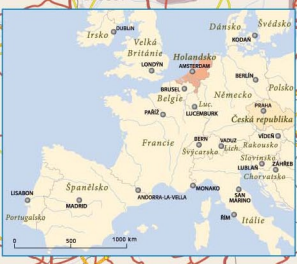 Dánsko
Švédsko
DUBLIN
Irsko
KODAŇ
Velká
Británie
Holandsko
LONDÝN
AMSTERDAM
BERLÍN
Polsko
BRUSEL
Německo
Belgie
Luc.
PRAHA
PAŘÍŽ
LUCEMBURK
Česká republika
VÍDEŇ
Francie
BERN
VADUZ
Lich.
Rakousko
Švýcarsko
Slovinsko
LUBLAŇ
ZÁHŘEB
Chorvatsko
Španělsko
MONAKO
SAN
MARINO
LISABON
ANDORRA-LA-VELLA
MADRID
Portugalsko
ŘÍM
Itálie
0 500 1000 km